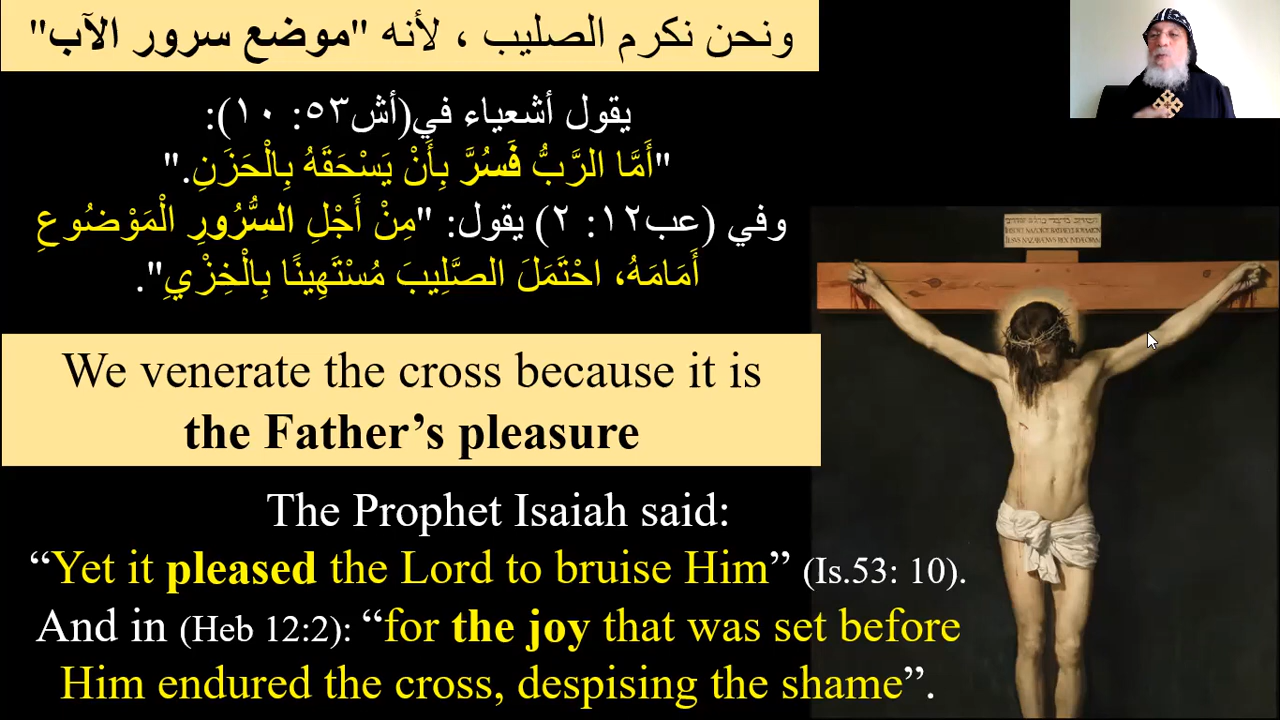 ونحن نكرم الصليب ، لأنه "موضع سرور الآب"
يقول أشعياء في(أش٥٣: ١٠):
"أَمَّا الرَّبُّ فَسُرَّ بِأَنْ يَسْحَقَهُ بِالْحَزَنِ."
وفي (عب١٢: ٢) يقول: "مِنْ أَجْلِ السُّرُورِ الْمَوْضُوعِ
أَمَامَهُ، احْتَمَلَ الصَّلِيبَ مُسْتَهِينًا بِالْخِزْيِ".
We venerate the cross because it is
the Father’s pleasure
The Prophet Isaiah said:
“Yet it pleased the Lord to bruise Him” (Is.53: 10).
And in (Heb 12:2): “for the joy that was set before
Him endured the cross, despising the shame”.